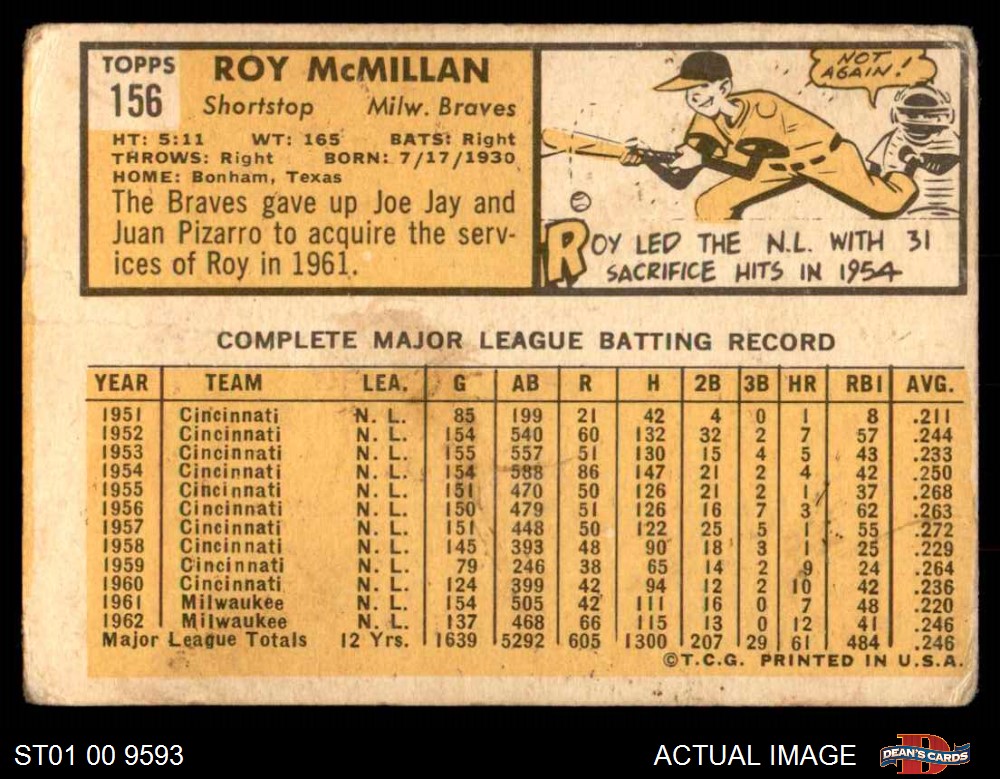 TOPPS
156
ROY McMILLAN
Shortstop Milw. Braves
HT: 5:11 WT: 165 BATS: Right
THROWS: Right BORN: 7/17/1930
HOME: Bonham, Texas
The Braves gave up Joe Jay and
Juan Pizarro to acquire the serv-
ices of Roy in 1961.
NOT
AGAIN!
ROY LED THE N.L. WITH 31
SACRIFICE HITS IN 1954
COMPLETE MAJOR LEAGUE BATTING RECORD
YEAR TEAM LEA. G AB R H 2B 3B HR RBI AVG.
1951 Cincinnati N. L. 85 199 21 42 4 0 1 8 .211
1952 Cincinnati N. L. 154 540 60 132 32 2 7 57 .244
1953 Cincinnati N. L. 155 557 51 130 15 4 5 43 .233
1954 Cincinnati N. L. 154 588 86 147 21 2 4 42 .250
1955 Cincinnati N. L. 151 470 50 126 21 2 1 37 .268
1956 Cincinnati N. L. 150 479 51 126 16 7 3 62 .263
1957 Cincinnati N. L. 151 448 50 122 25 5 1 55 .272
1958 Cincinnati N. L. 145 393 48 90 18 3 1 25 .229
1959 Cincinnati N. L. 79 246 38 65 14 2 9 24 .264
1960 Cincinnati N. L. 124 399 42 94 12 2 10 42 .236
1961 Milwaukee N. L. 154 505 42 111 16 0 7 48 .220
1962 Milwaukee N. L. 137 468 66 115 13 0 12 41 .246
Major League Totals 12 Yrs. 1639 5292 605 1300 207 29 61 484 .246
©T.C.G. PRINTED IN U.S.A.
ST01 00 9593
ACTUAL IMAGE
DEAN'S CARDS